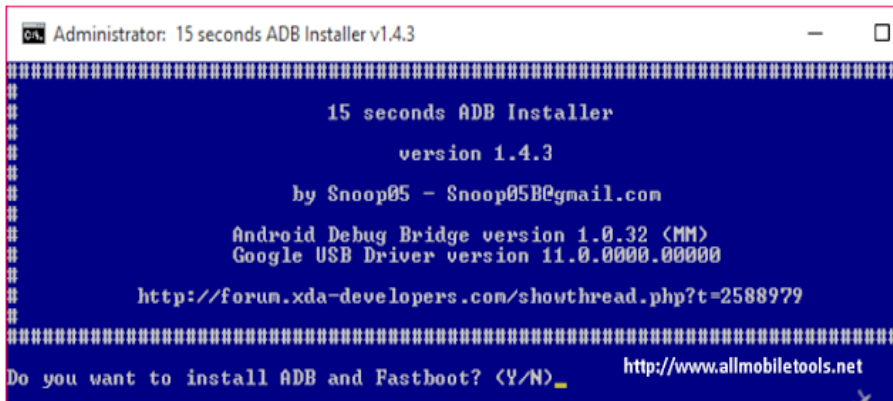 Administrator: 15 seconds ADB Installer v1.4.3
###########################################################################
#
# 15 seconds ADB Installer
#
# version 1.4.3
#
# by Snoop05 - Snoop05B@gmail.com
#
# Android Debug Bridge version 1.0.32 (MM)
# Google USB Driver version 11.0.0000.00000
#
# http://forum.xda-developers.com/showthread.php?t=2588979
#
###########################################################################
Do you want to install ADB and Fastboot? (Y/N)_
http://www.allmobiletools.net